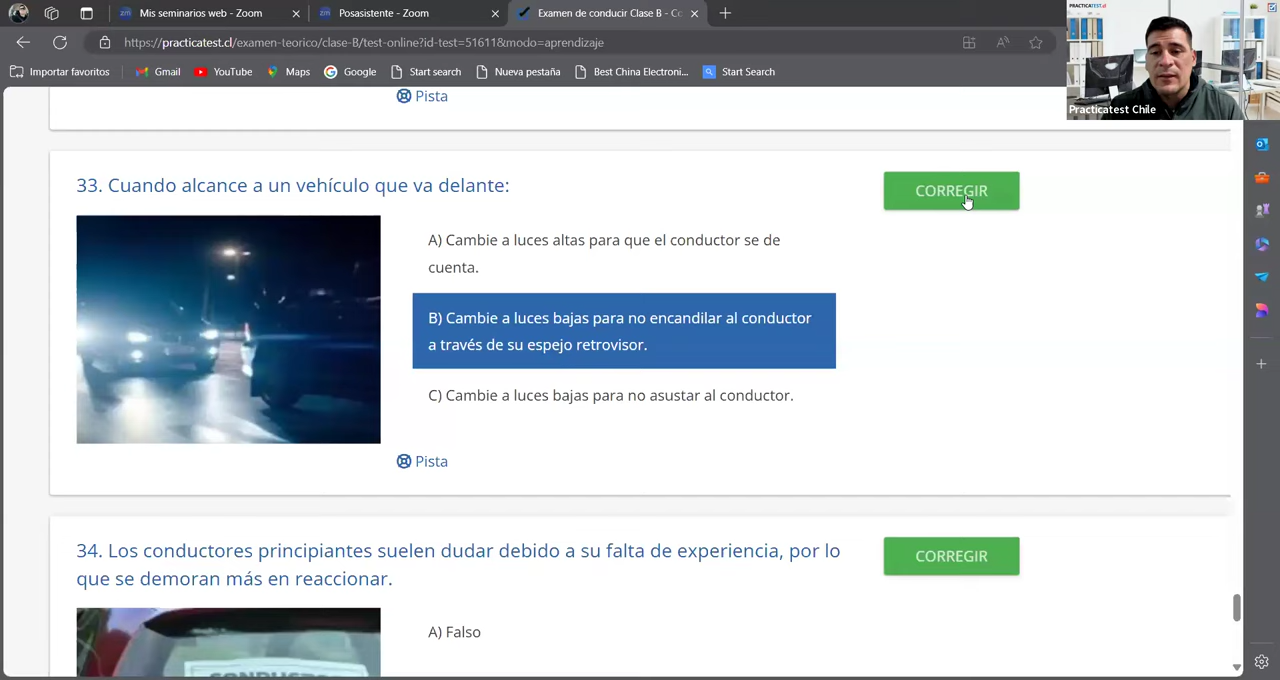 Mis seminarios web - Zoom
Posasistente - Zoom
Examen de conducir Clase B - Co
https://practicatest.cl/examen-teorico/clase-B/test-online?id-test=51611&modo=aprendizaje
Importar favoritos
Gmail
YouTube
Maps
Google
Start search
Nueva pestaña
Best China Electroni...
Start Search
PRACTICATEST.cl
Practicatest Chile
Pista
33. Cuando alcance a un vehículo que va delante:
CORREGIR
A) Cambie a luces altas para que el conductor se de
cuenta.
B) Cambie a luces bajas para no encandilar al conductor
a través de su espejo retrovisor.
C) Cambie a luces bajas para no asustar al conductor.
Pista
34. Los conductores principiantes suelen dudar debido a su falta de experiencia, por lo
que se demoran más en reaccionar.
CORREGIR
A) Falso